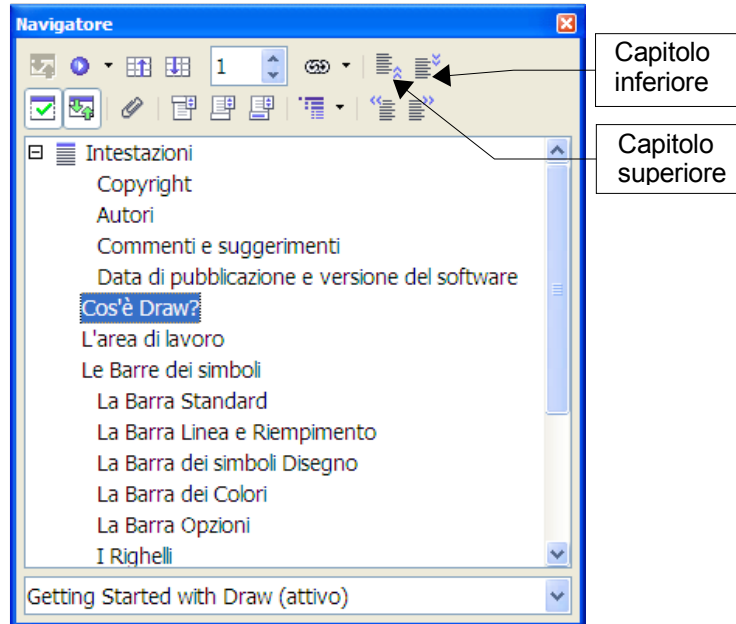 Navigatore
1
Capitolo
inferiore
Capitolo
superiore
Intestazioni
Copyright
Autori
Commenti e suggerimenti
Data di pubblicazione e versione del software
Cos'è Draw?
L'area di lavoro
Le Barre dei simboli
La Barra Standard
La Barra Linea e Riempimento
La Barra dei simboli Disegno
La Barra dei Colori
La Barra Opzioni
I Righelli
Getting Started with Draw (attivo)